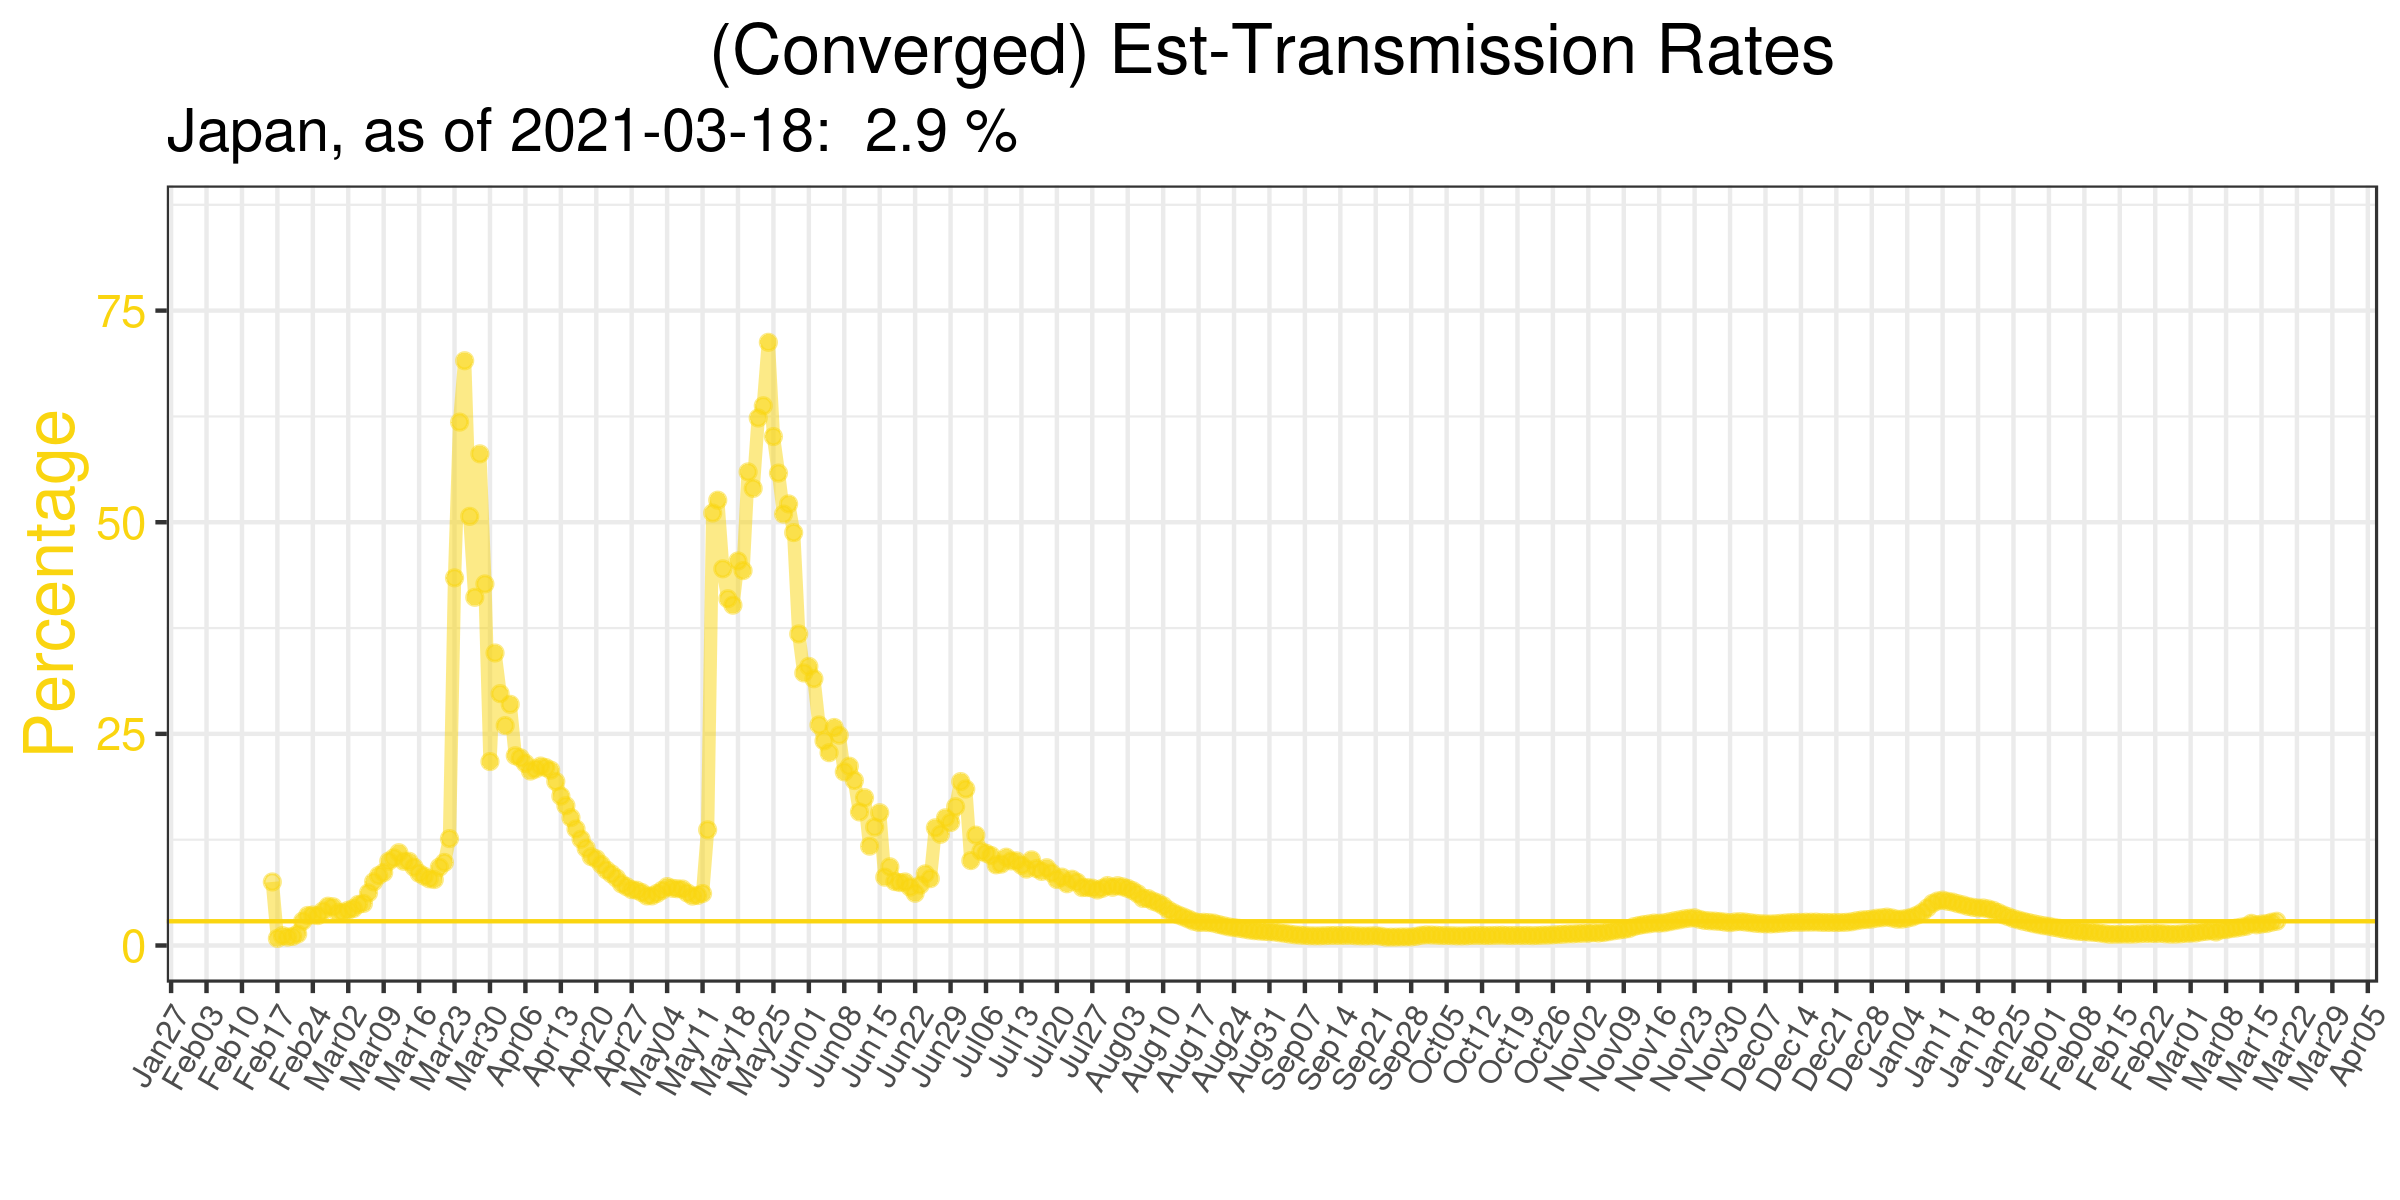 (Converged) Est-Transmission Rates
Japan, as of 2021-03-18:  2.9 %
Percentage
75
50
25
0
Jan27
Feb03
Feb10
Feb17
Feb24
Mar02
Mar09
Mar16
Mar23
Mar30
Apr06
Apr13
Apr20
Apr27
May04
May11
May18
May25
Jun01
Jun08
Jun15
Jun22
Jun29
Jul06
Jul13
Jul20
Jul27
Aug03
Aug10
Aug17
Aug24
Aug31
Sep07
Sep14
Sep21
Sep28
Oct05
Oct12
Oct19
Oct26
Nov02
Nov09
Nov16
Nov23
Nov30
Dec07
Dec14
Dec21
Dec28
Jan04
Jan11
Jan18
Jan25
Feb01
Feb08
Feb15
Feb22
Mar01
Mar08
Mar15
Mar22
Mar29
Apr05